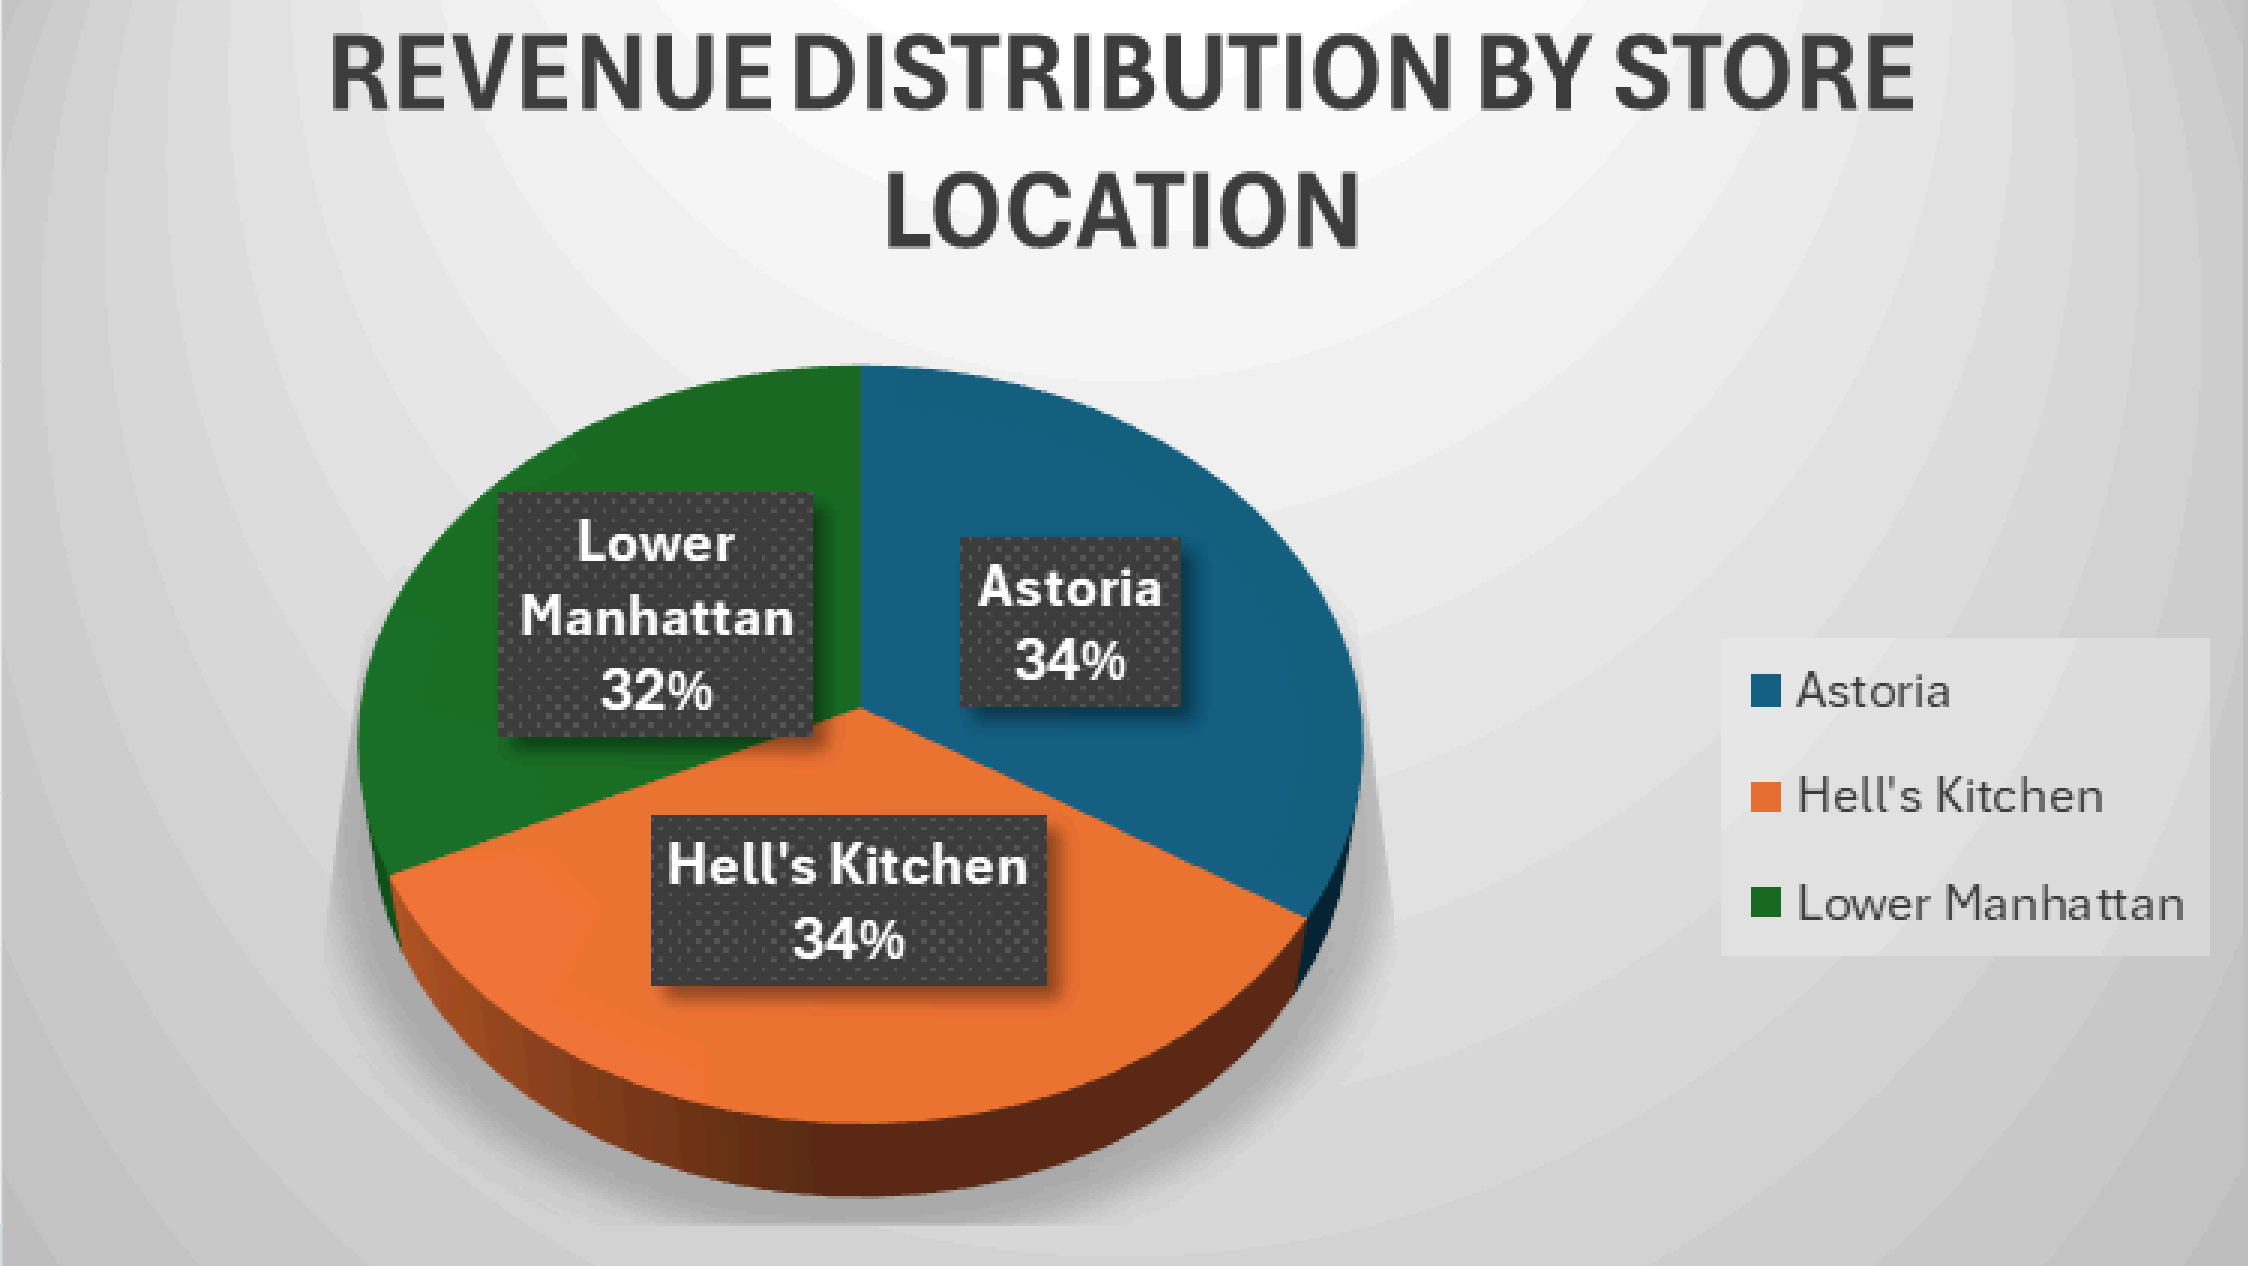 REVENUE DISTRIBUTION BY STORE
LOCATION
Lower
Manhattan
32%
Astoria
34%
Hell's Kitchen
34%
Astoria
Hell's Kitchen
Lower Manhattan